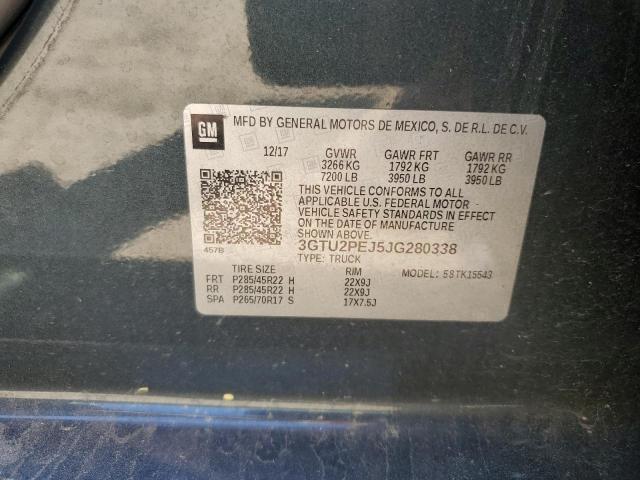 GM MFD BY GENERAL MOTORS DE MEXICO, S. DE R.L. DE C.V.
12/17 GVWR GAWR FRT GAWR RR
3266 KG 1792 KG 1792 KG
7200 LB 3950 LB 3950 LB
THIS VEHICLE CONFORMS TO ALL
APPLICABLE U.S. FEDERAL MOTOR
VEHICLE SAFETY STANDARDS IN EFFECT
ON THE DATE OF MANUFACTURE
SHOWN ABOVE.
3GTU2PEJ5JG280338
457B TYPE: TRUCK MODEL: 5STK15543
TIRE SIZE RIM
FRT P285/45R22 H 22X9J
RR P285/45R22 H 22X9J
SPA P265/70R17 S 17X7.5J